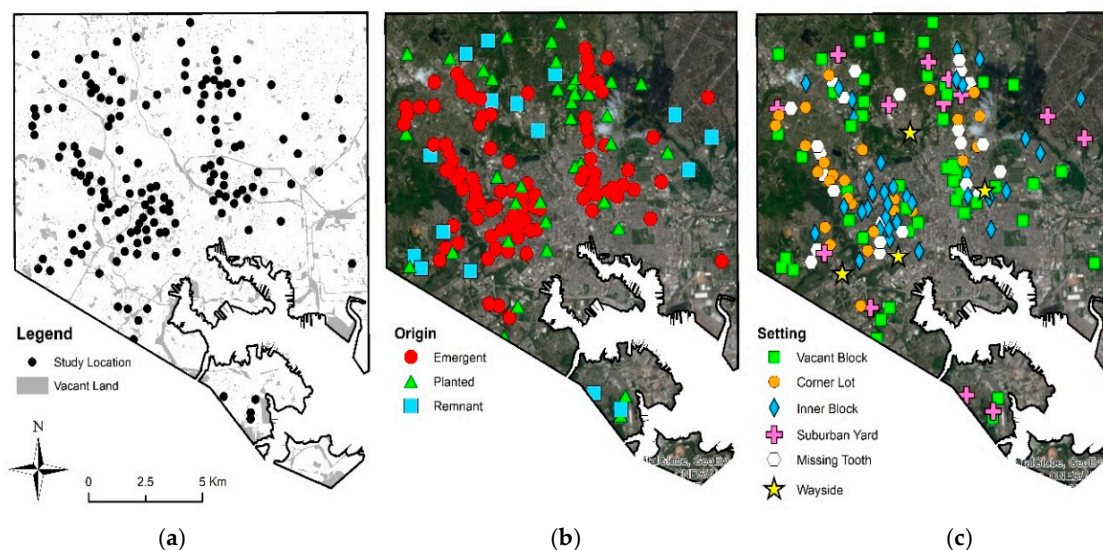 Legend
Study Location
Vacant Land
N
0 2.5 5 Km
Origin
Emergent
Planted
Remnant
Setting
Vacant Block
Corner Lot
Inner Block
Suburban Yard
Missing Tooth
Wayside
(a) (b) (c)